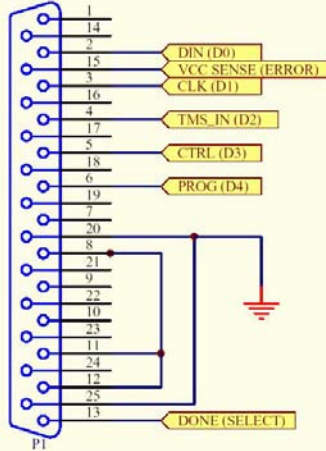 1
14
2 DIN (D0)
15 VCC SENSE (ERROR)
3 CLK (D1)
16
4 TMS_IN (D2)
17
5 CTRL (D3)
18
6 PROG (D4)
19
7
20
8
21
9
22
10
23
11
24
12
25
13 DONE (SELECT)
P1